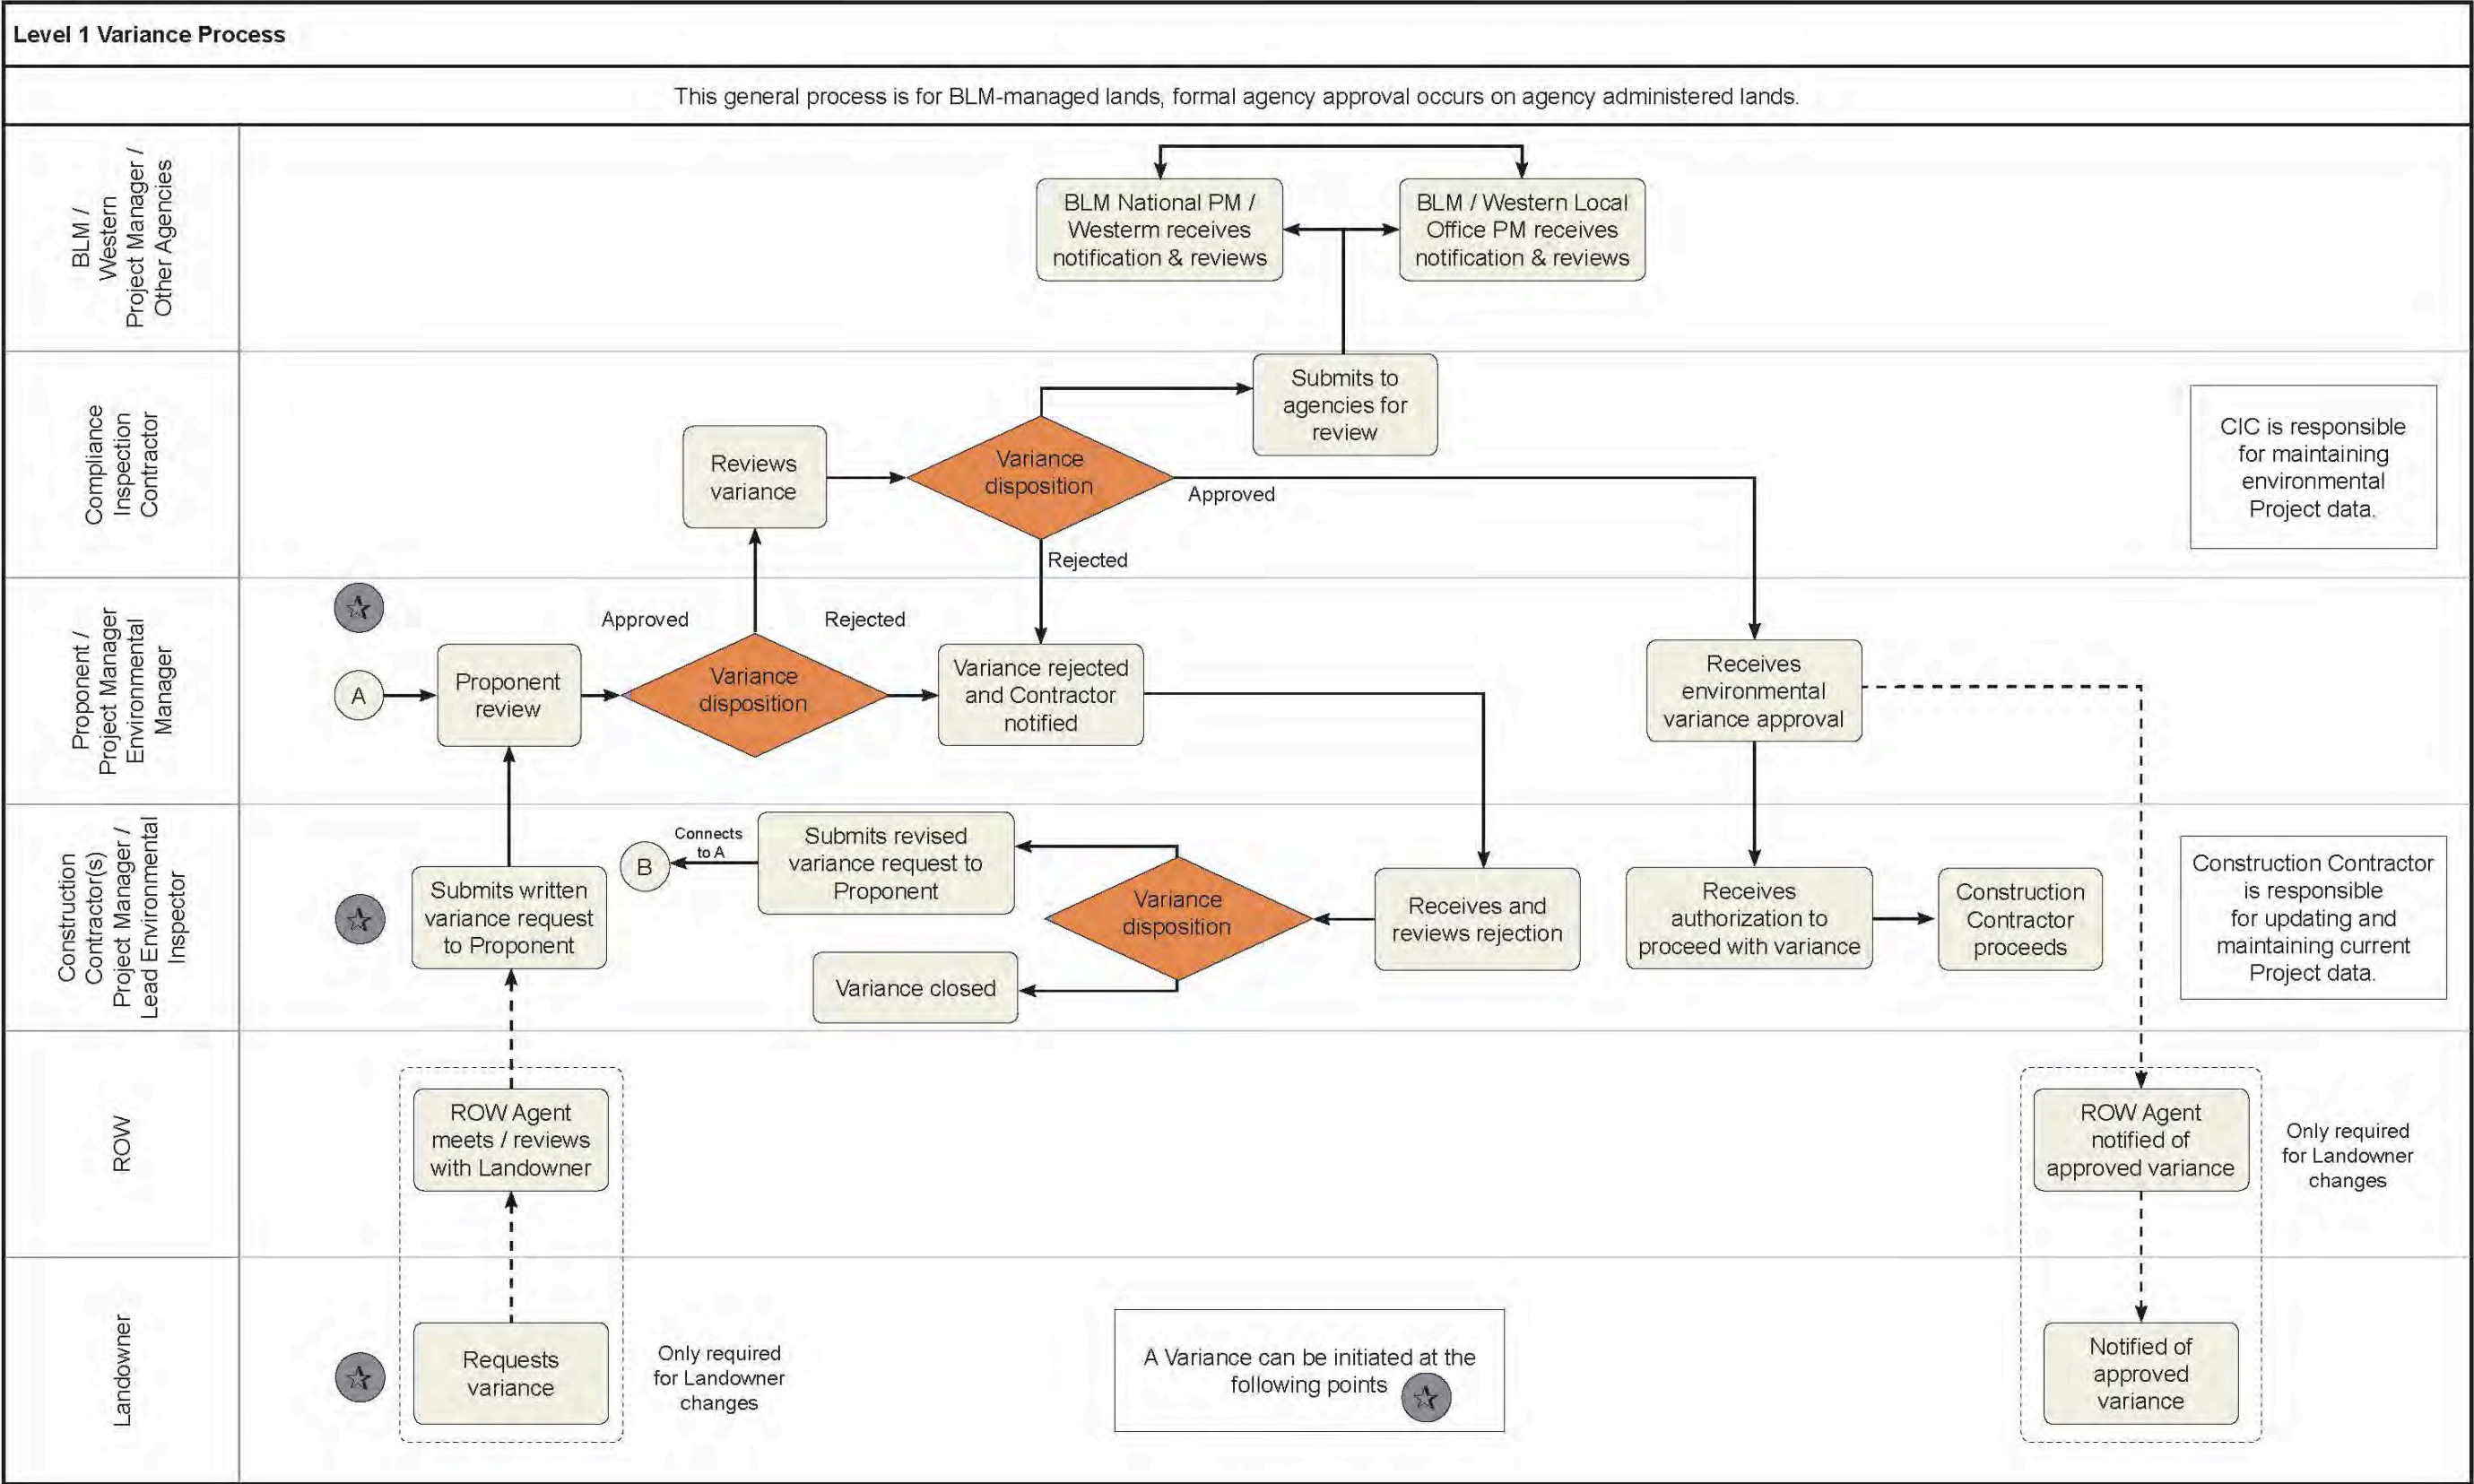 Level 1 Variance Process
This general process is for BLM-managed lands, formal agency approval occurs on agency administered lands.
BLM /
Western
Project Manager /
Other Agencies
BLM National PM /
Westerm receives
notification & reviews
BLM / Western Local
Office PM receives
notification & reviews
Compliance
Inspection
Contractor
Submits to
agencies for
review
Reviews
variance
Variance
disposition
Approved
Rejected
CIC is responsible
for maintaining
environmental
Project data.
Proponent /
Project Manager
Environmental
Manager
A
Proponent
review
Approved
Variance
disposition
Rejected
Variance rejected
and Contractor
notified
Receives
environmental
variance approval
Construction
Contractor(s)
Project Manager /
Lead Environmental
Inspector
Submits written
variance request
to Proponent
B
Connects
to A
Submits revised
variance request to
Proponent
Variance closed
Variance
disposition
Receives and
reviews rejection
Receives
authorization to
proceed with variance
Construction
Contractor
proceeds
Construction Contractor
is responsible
for updating and
maintaining current
Project data.
ROW
ROW Agent
meets / reviews
with Landowner
ROW Agent
notified of
approved variance
Only required
for Landowner
changes
Landowner
Requests
variance
Only required
for Landowner
changes
A Variance can be initiated at the
following points
Notified of
approved
variance